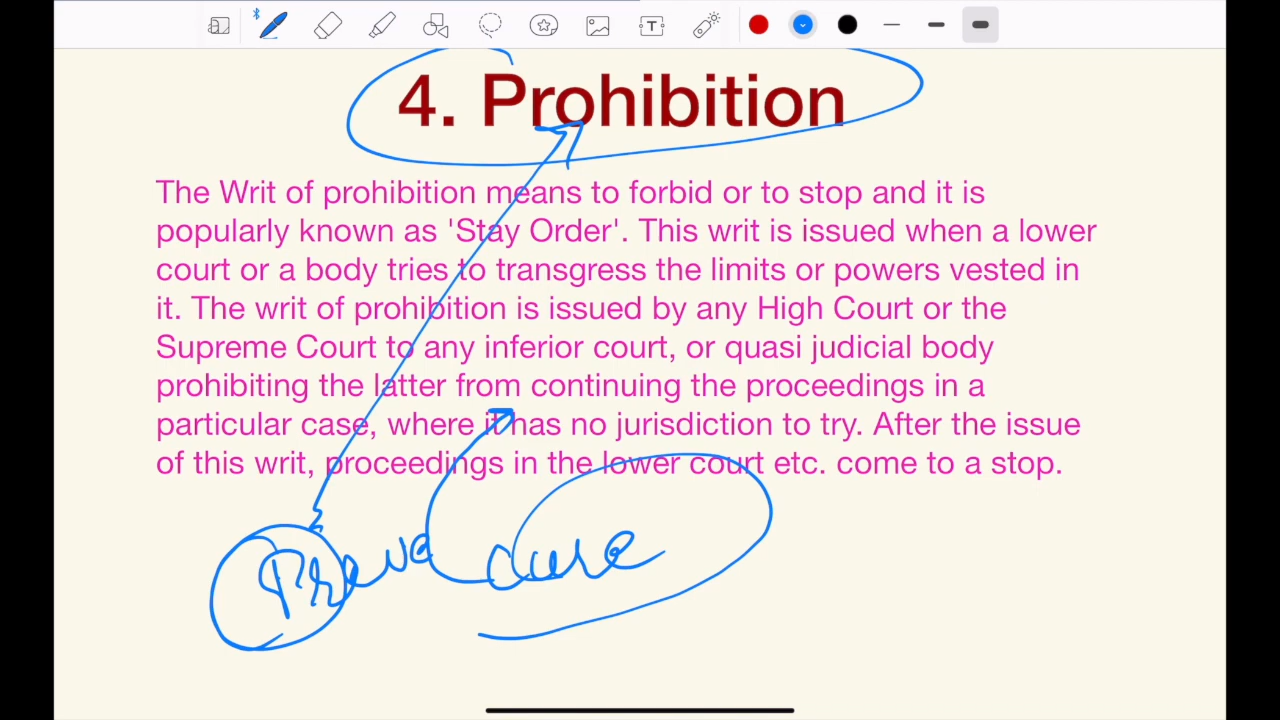 4. Prohibition
The Writ of prohibition means to forbid or to stop and it is
popularly known as 'Stay Order'. This writ is issued when a lower
court or a body tries to transgress the limits or powers vested in
it. The writ of prohibition is issued by any High Court or the
Supreme Court to any inferior court, or quasi judicial body
prohibiting the latter from continuing the proceedings in a
particular case, where it has no jurisdiction to try. After the issue
of this writ, proceedings in the lower court etc. come to a stop.
cure